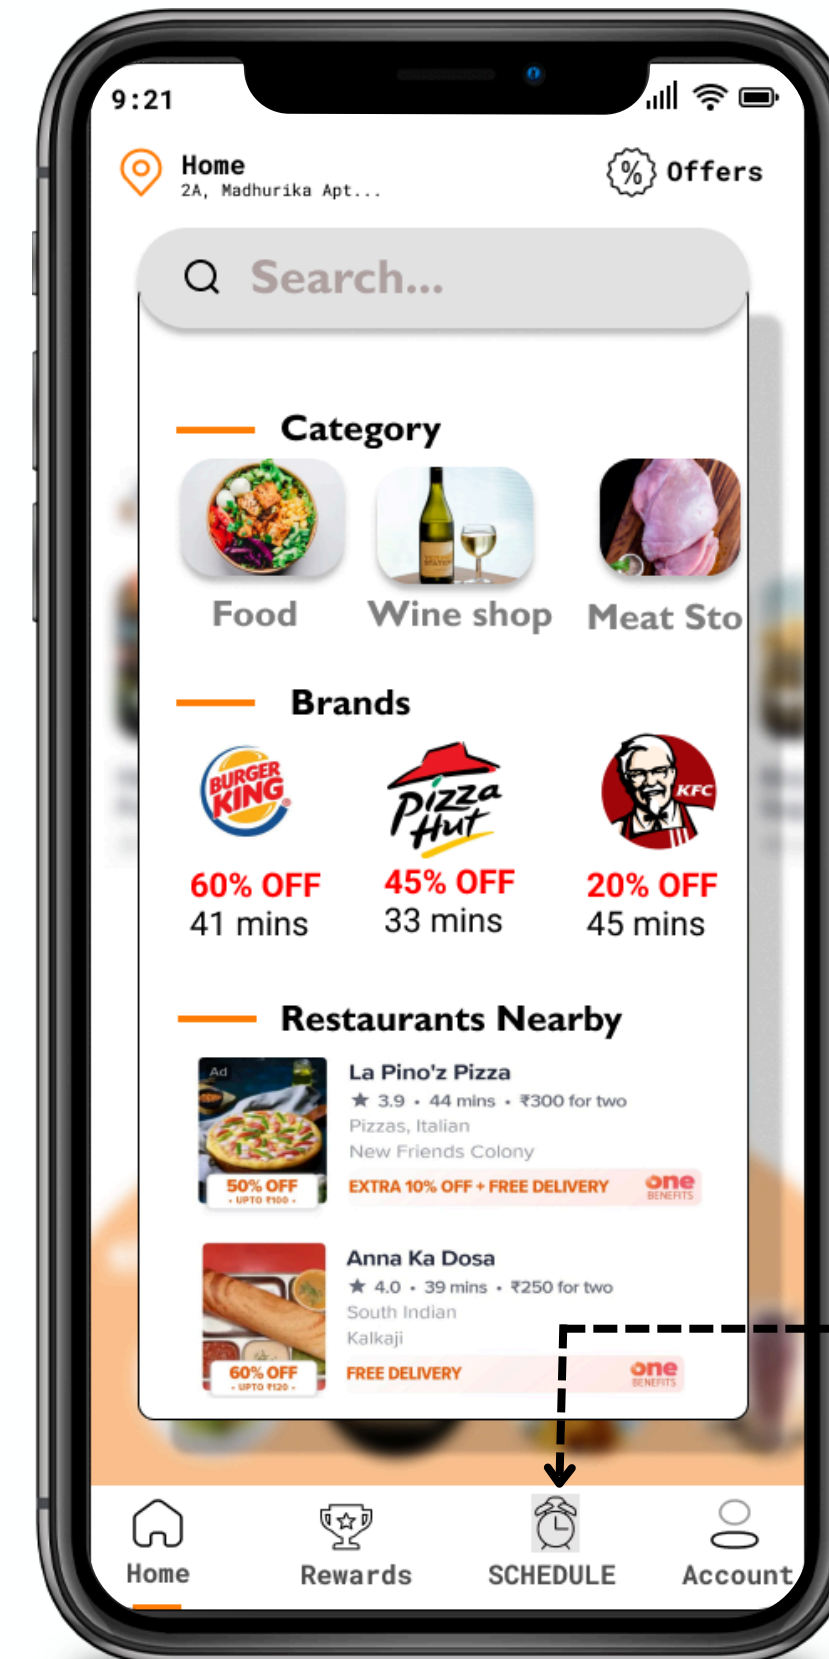 9:21
Home
2A, Madhurika Apt...
% Offers
Search...
Category
Food Wine shop Meat Sto
Brands
BURGER KING®
Pizza Hut
KFC
60% OFF 45% OFF 20% OFF
41 mins 33 mins 45 mins
Restaurants Nearby
Ad
La Pino'z Pizza
★ 3.9 • 44 mins • ₹300 for two
Pizzas, Italian
New Friends Colony
50% OFF
- UPTO ₹100 -
EXTRA 10% OFF + FREE DELIVERY
one
BENEFITS
Anna Ka Dosa
★ 4.0 • 39 mins • ₹250 for two
South Indian
Kalkaji
60% OFF
- UPTO ₹120 -
FREE DELIVERY
one
BENEFITS
Home Rewards SCHEDULE Account